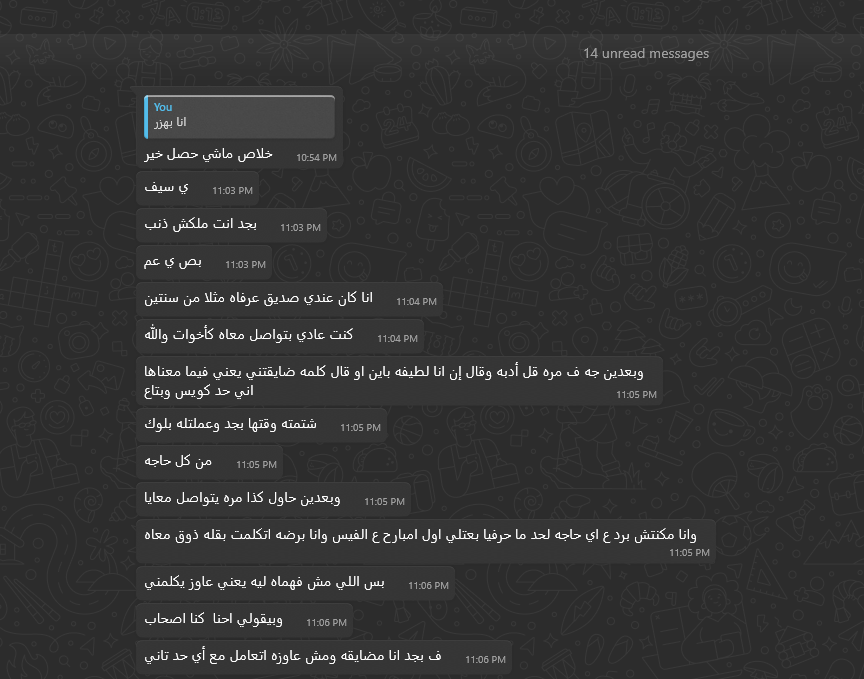 14 unread messages
You
انا بهزر
خلاص ماشي حصل خير
10:54 PM
ي سيف
11:03 PM
بجد انت ملكش ذنب
11:03 PM
بص ي عم
11:03 PM
انا كان عندي صديق عرفاه مثلا من سنتين
11:04 PM
كنت عادي بتواصل معاه كأخوات والله
11:04 PM
وبعدين جه ف مره قل أدبه وقال إن انا لطيفه باين او قال كلمه ضايقتني يعني فيما معناها
اني حد كويس وبتاع
11:05 PM
شتمته وقتها بجد وعملتله بلوك
11:05 PM
من كل حاجه
11:05 PM
وبعدين حاول كذا مره يتواصل معايا
11:05 PM
وانا مكنتش برد ع اي حاجه لحد ما حرفيا بعتلي اول امبارح ع الفيس وانا برضه اتكلمت بقله ذوق معاه
11:05 PM
بس اللي مش فهماه ليه يعني عاوز يكلمني
11:06 PM
وبيقولي احنا كنا اصحاب
11:06 PM
ف بجد انا مضايقه ومش عاوزه اتعامل مع أي حد تاني
11:06 PM